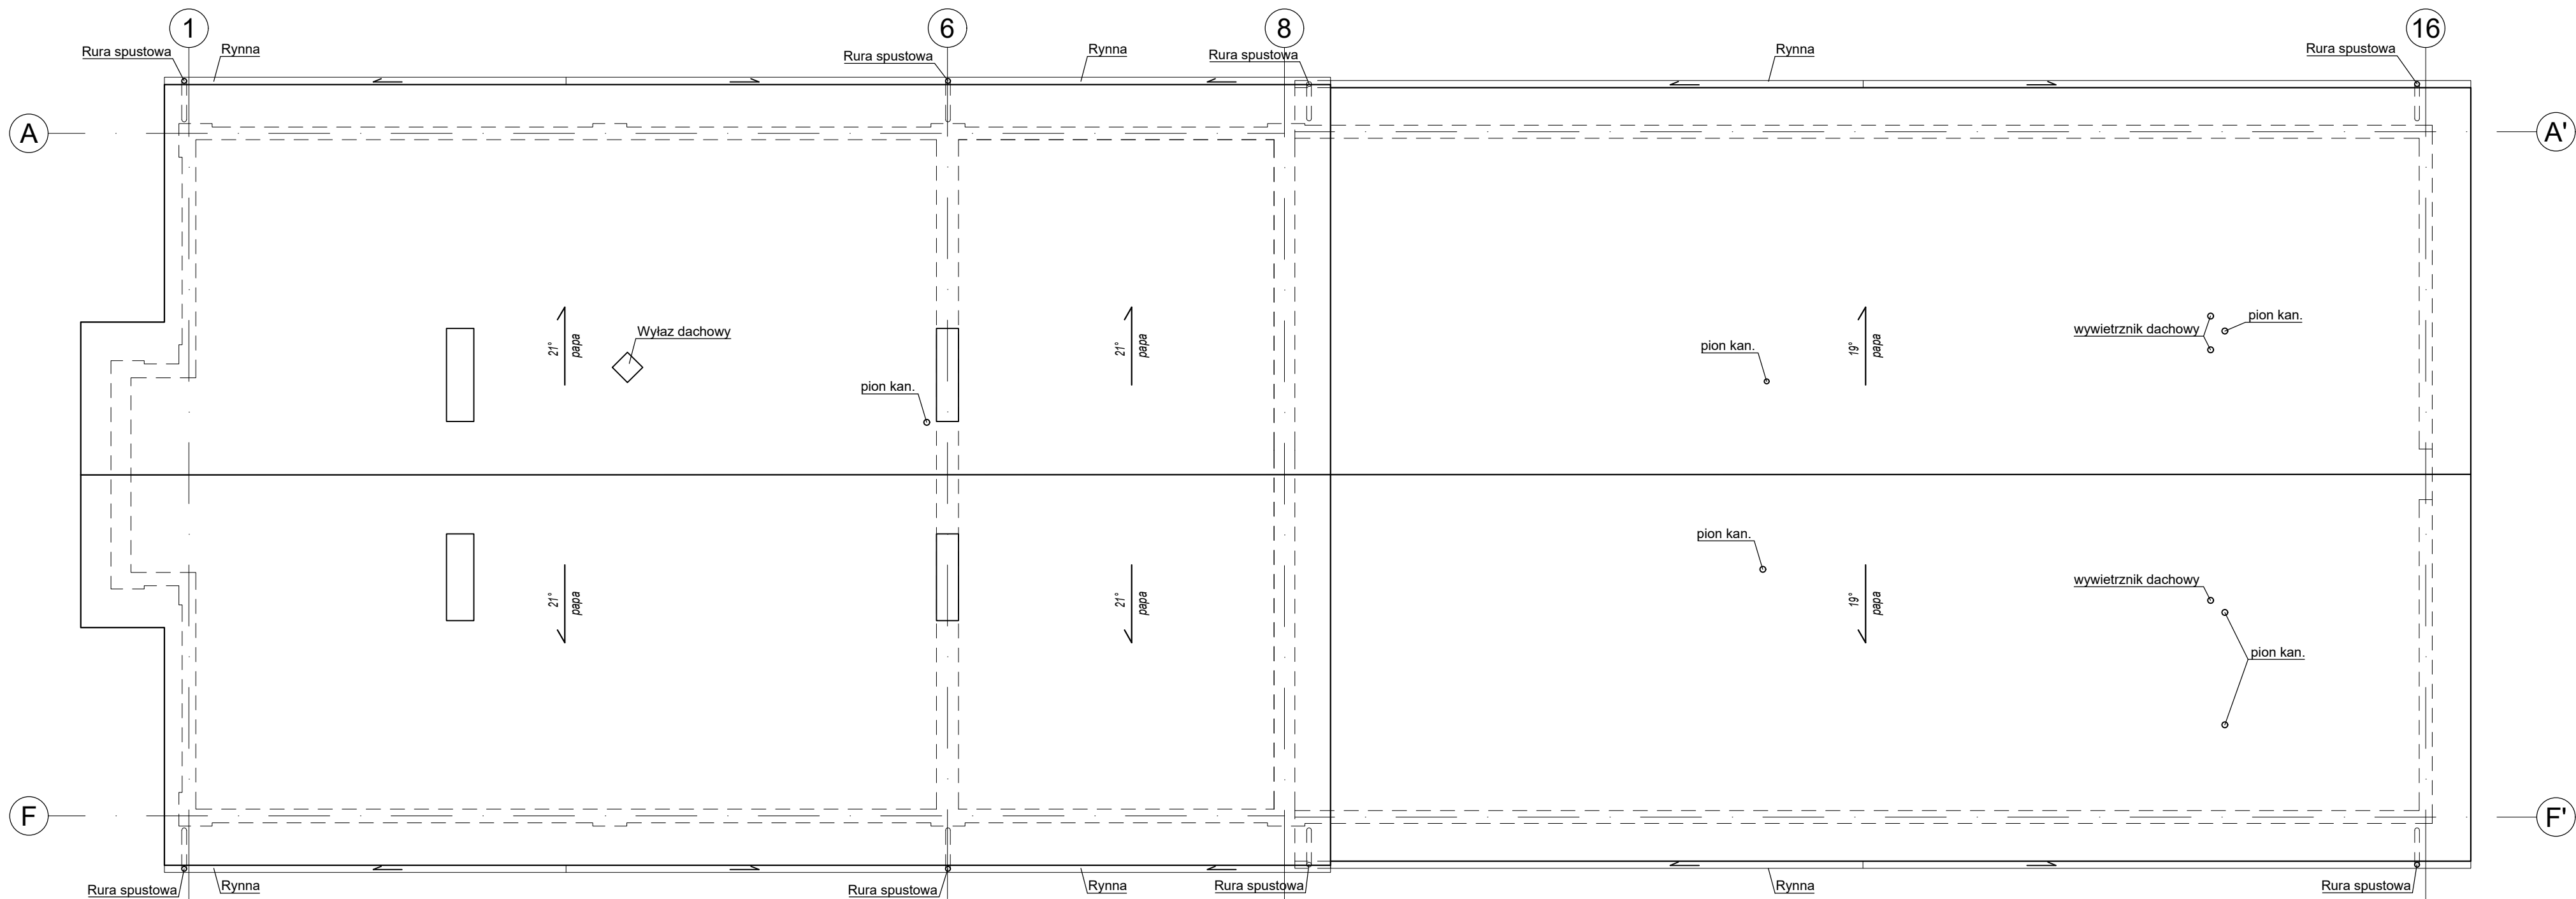 1
6
8
16
Rura spustowa
Rynna
Rura spustowa
Rynna
Rura spustowa
Rynna
Rura spustowa
A
A'
21°
papa
Wyłaz dachowy
pion kan.
21°
papa
pion kan.
19°
papa
wywietrznik dachowy
pion kan.
21°
papa
21°
papa
pion kan.
19°
papa
wywietrznik dachowy
pion kan.
F
F'
Rura spustowa
Rynna
Rura spustowa
Rynna
Rura spustowa
Rynna
Rura spustowa